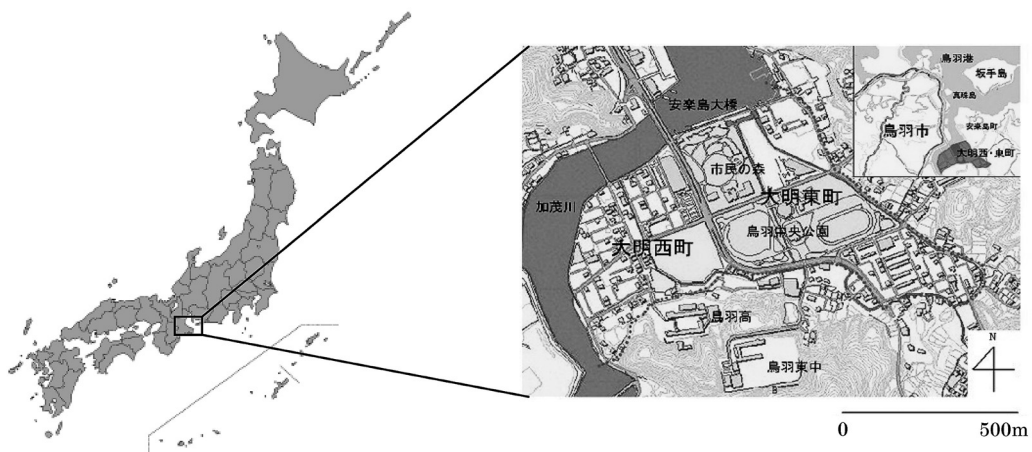 鳥羽港
坂手島
真珠島
安楽島大橋
安楽島町
鳥羽市
大明西・東町
市民の森
大明東町
加茂川
鳥羽中央公園
大明西町
鳥羽高
鳥羽東中
N
0 500m